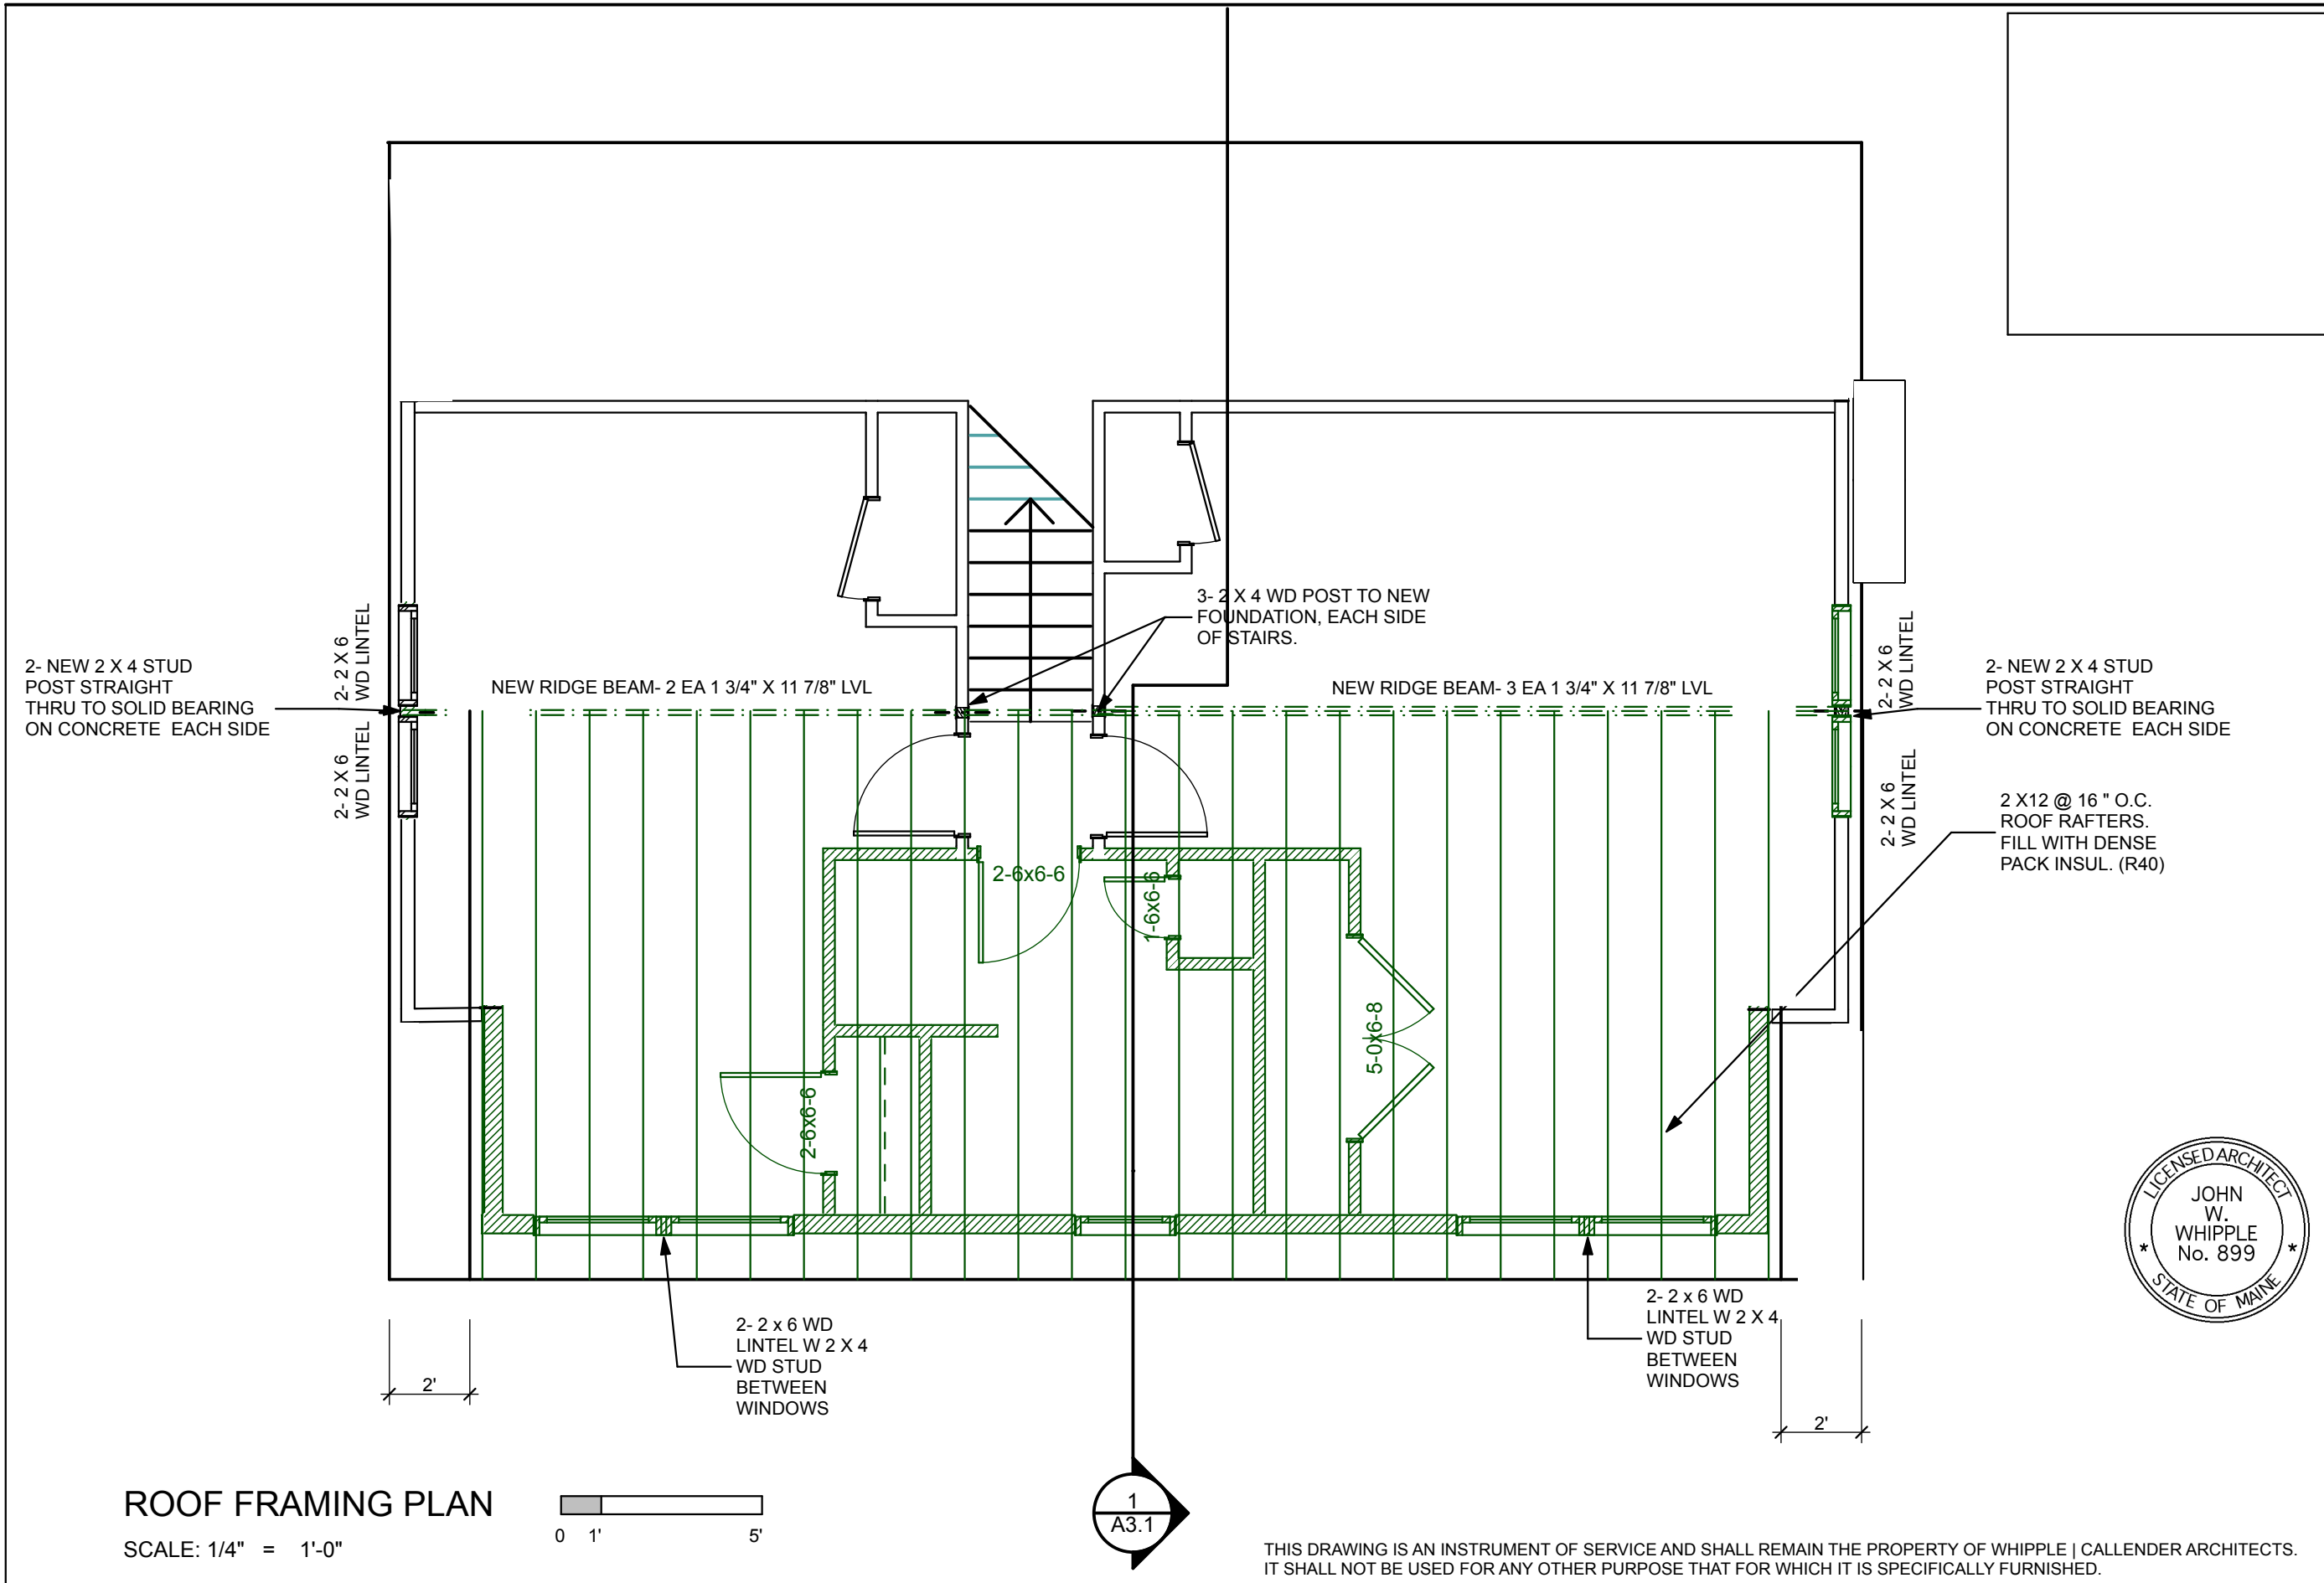 2- 2 X 6
WD LINTEL
2- 2 X 6
WD LINTEL
2- NEW 2 X 4 STUD
POST STRAIGHT
THRU TO SOLID BEARING
ON CONCRETE  EACH SIDE
NEW RIDGE BEAM- 2 EA 1 3/4" X 11 7/8" LVL
3- 2 X 4 WD POST TO NEW
FOUNDATION, EACH SIDE
OF STAIRS.
NEW RIDGE BEAM- 3 EA 1 3/4" X 11 7/8" LVL
2- 2 X 6
WD LINTEL
2- 2 X 6
WD LINTEL
2- NEW 2 X 4 STUD
POST STRAIGHT
THRU TO SOLID BEARING
ON CONCRETE  EACH SIDE
2 X12 @ 16 " O.C.
ROOF RAFTERS.
FILL WITH DENSE
PACK INSUL. (R40)
2-6x6-6
1-6x6-6
5-0x6-8
2-6x6-6
LICENSED ARCHITECT
JOHN
W.
WHIPPLE
No. 899
* STATE OF MAINE *
2- 2 x 6 WD
LINTEL W 2 X 4
WD STUD
BETWEEN
WINDOWS
2- 2 x 6 WD
LINTEL W 2 X 4
WD STUD
BETWEEN
WINDOWS
2'
2'
ROOF FRAMING PLAN
0 1' 5'
SCALE: 1/4"  =  1'-0"
1
A3.1
THIS DRAWING IS AN INSTRUMENT OF SERVICE AND SHALL REMAIN THE PROPERTY OF WHIPPLE | CALLENDER ARCHITECTS.
IT SHALL NOT BE USED FOR ANY OTHER PURPOSE THAT FOR WHICH IT IS SPECIFICALLY FURNISHED.